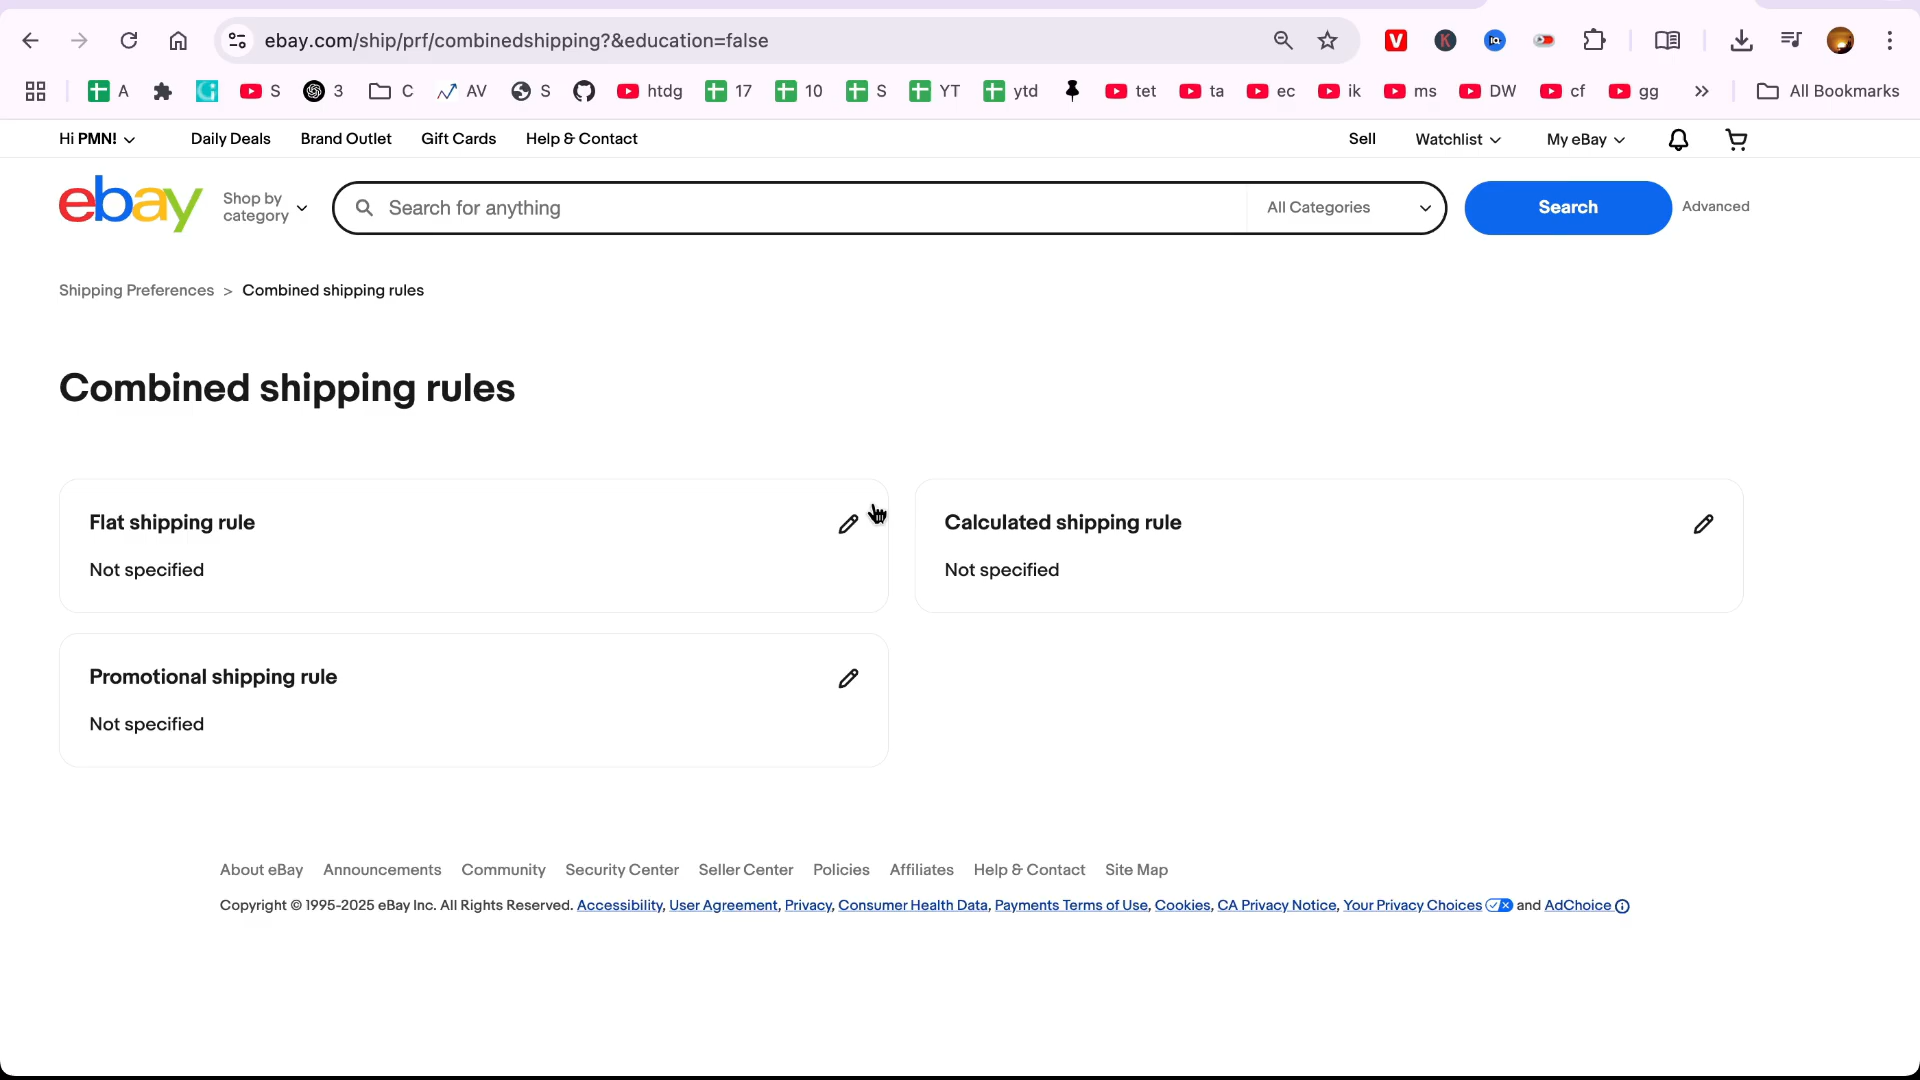 ebay.com/ship/prf/combinedshipping?&education=false
A S 3 C AV S htdg 17 10 S YT ytd tet ta ec ik ms DW cf gg All Bookmarks
Hi PMN! Daily Deals Brand Outlet Gift Cards Help & Contact Sell Watchlist My eBay
ebay Shop by category Search for anything All Categories Search Advanced
Shipping Preferences > Combined shipping rules
Combined shipping rules
Flat shipping rule
Not specified
Calculated shipping rule
Not specified
Promotional shipping rule
Not specified
About eBay Announcements Community Security Center Seller Center Policies Affiliates Help & Contact Site Map
Copyright © 1995-2025 eBay Inc. All Rights Reserved. Accessibility, User Agreement, Privacy, Consumer Health Data, Payments Terms of Use, Cookies, CA Privacy Notice, Your Privacy Choices and AdChoice